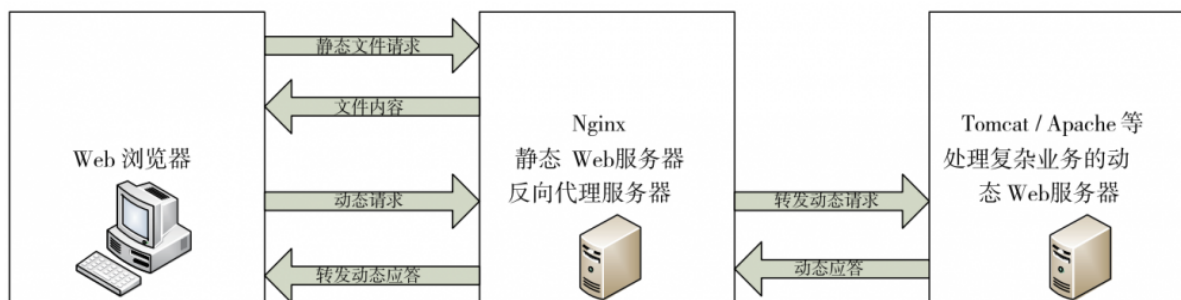 静态文件请求
文件内容
Web 浏览器
动态请求
转发动态应答
Nginx
静态 Web服务器
反向代理服务器
转发动态请求
动态应答
Tomcat / Apache 等
处理复杂业务的动
态 Web服务器